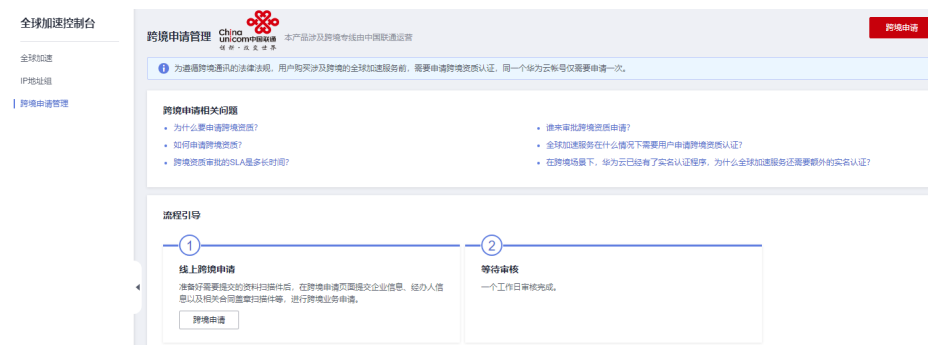 全球加速控制台
全球加速
IP地址组
跨境申请管理
跨境申请管理
China
unicom中国联通
创新·改变世界
本产品涉及跨境专线由中国联通运营
跨境申请
为遵循跨境通讯的法律法规，用户购买涉及跨境的全球加速服务前，需要申请跨境资质认证，同一个华为云帐号仅需要申请一次。
跨境申请相关问题
为什么要申请跨境资质?
如何申请跨境资质?
跨境资质审批的SLA是多长时间?
谁来审批跨境资质申请?
全球加速服务在什么情况下需要用户申请跨境资质认证?
在跨境场景下，华为云已经有了实名认证程序，为什么全球加速服务还需要额外的实名认证?
流程引导
1
线上跨境申请
准备好需要提交的资料扫描件后，在跨境申请页面提交企业信息、经办人信
息以及相关合同盖章扫描件等，进行跨境业务申请。
跨境申请
2
等待审核
一个工作日审核完成。